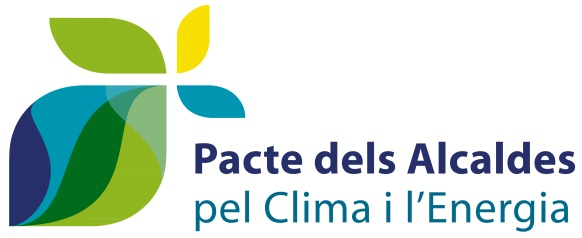 Pacte dels Alcaldes
pel Clima i l'Energia